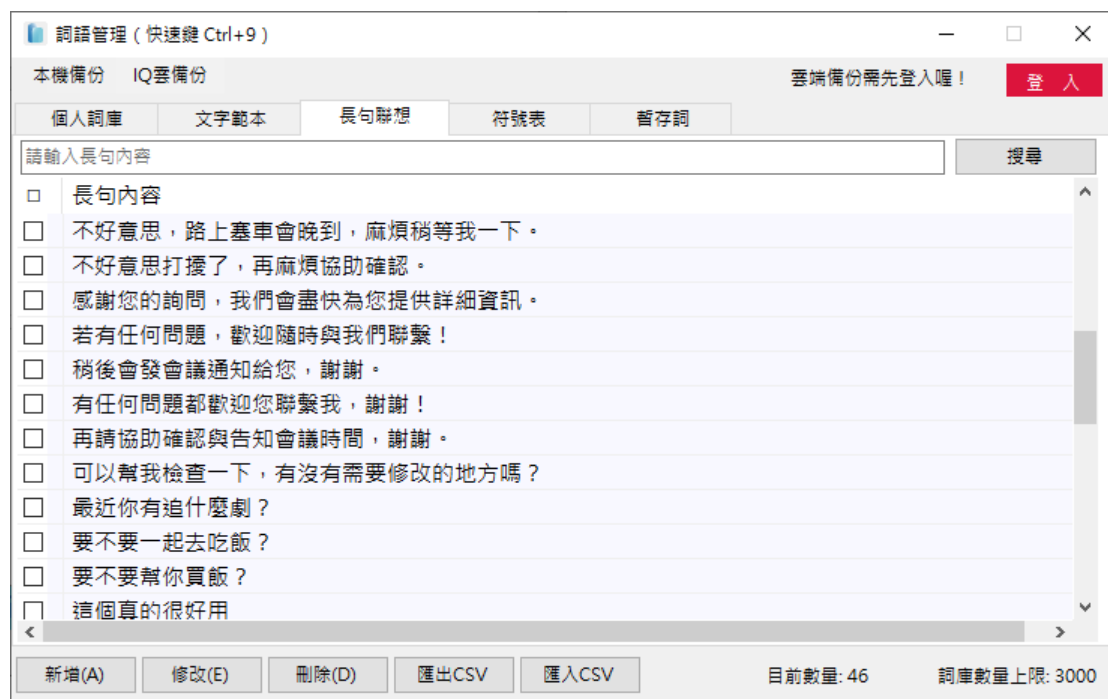 詞語管理(快速鍵 Ctrl+9)
本機備份 IQ雲備份 雲端備份需先登入喔! 登 入
個人詞庫 文字範本 長句聯想 符號表 暫存詞
請輸入長句內容 搜尋
長句內容
不好意思,路上塞車會晚到,麻煩稍等我一下。
不好意思打擾了,再麻煩協助確認。
感謝您的詢問,我們會盡快為您提供詳細資訊。
若有任何問題,歡迎隨時與我們聯繫!
稍後會發會議通知給您,謝謝。
有任何問題都歡迎您聯繫我,謝謝!
再請協助確認與告知會議時間,謝謝。
可以幫我檢查一下,有沒有需要修改的地方嗎?
最近你有追什麼劇?
要不要一起去吃飯?
要不要幫你買飯?
這個真的很好用
新增(A) 修改(E) 刪除(D) 匯出CSV 匯入CSV 目前數量: 46 詞庫數量上限: 3000